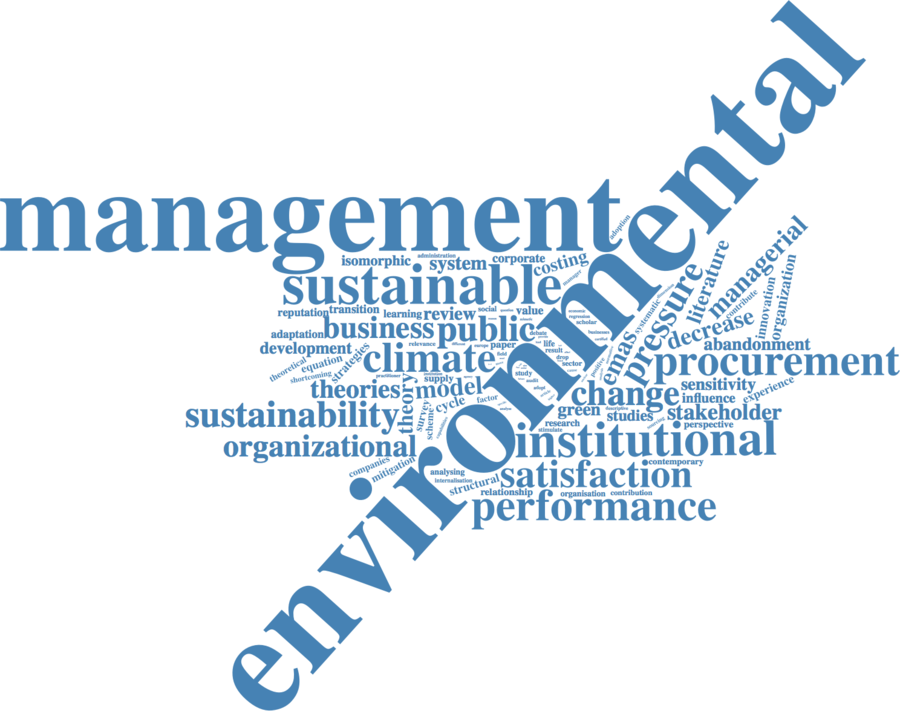 environmental
management
adoption
administration
isomorphic
system
corporate
costing
manager
sustainable
literature
managerial
organization
innovation
contribute
pressure
systematic
reputation
transition
learning
review
social
value
scholar
regression
business
public
debate
adaptation
development
strategies
climate
relevance
paper
life
result
field
drop
sector
emas
decrease
abandonment
procurement
theoretical
equation
shortcoming
practitioner
supply
study
audit
positive
theories
theory
model
change
sensitivity
influence
experience
sustainability
survey
scheme
cycle
factor
green
studies
stakeholder
perspective
descriptive
research
stimulate
organizational
institutional
companies
mitigation
analysing
internalisation
structural
satisfaction
contemporary
relationship
organisation
contribution
performance